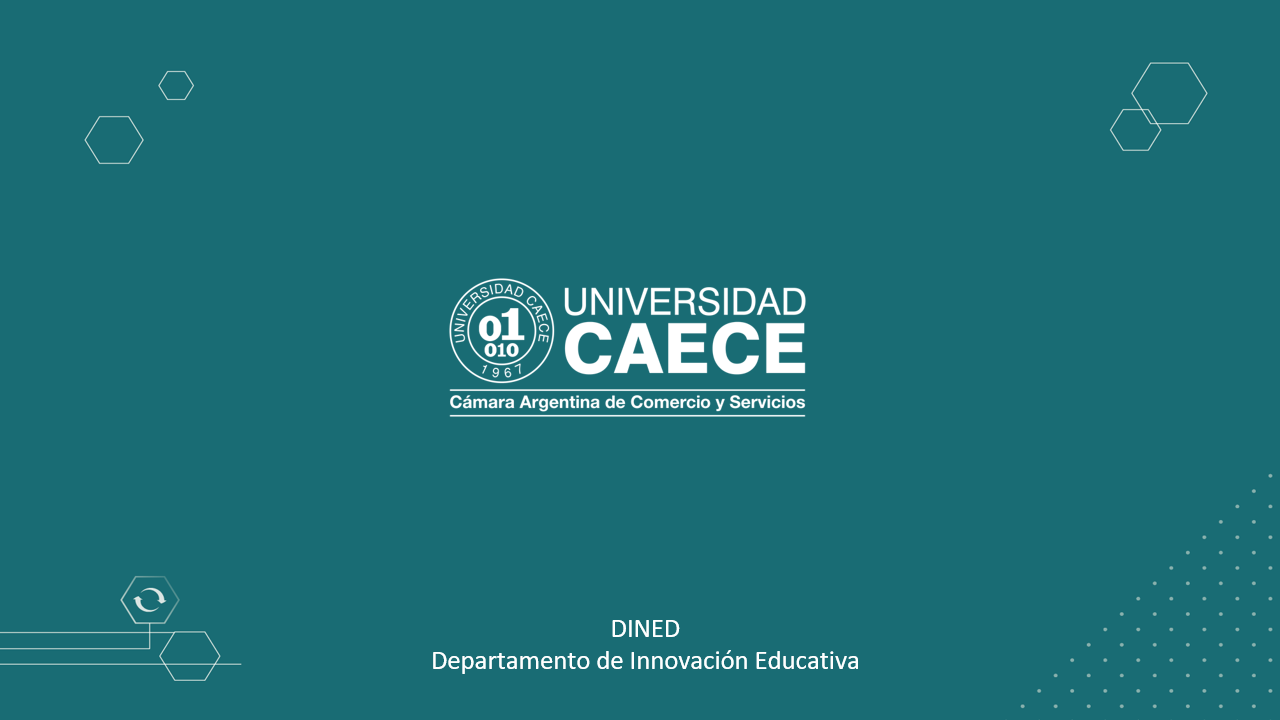 UNIVERSIDAD CAECE
01
010
1967
UNIVERSIDAD
CAECE
Cámara Argentina de Comercio y Servicios
DINED
Departamento de Innovación Educativa